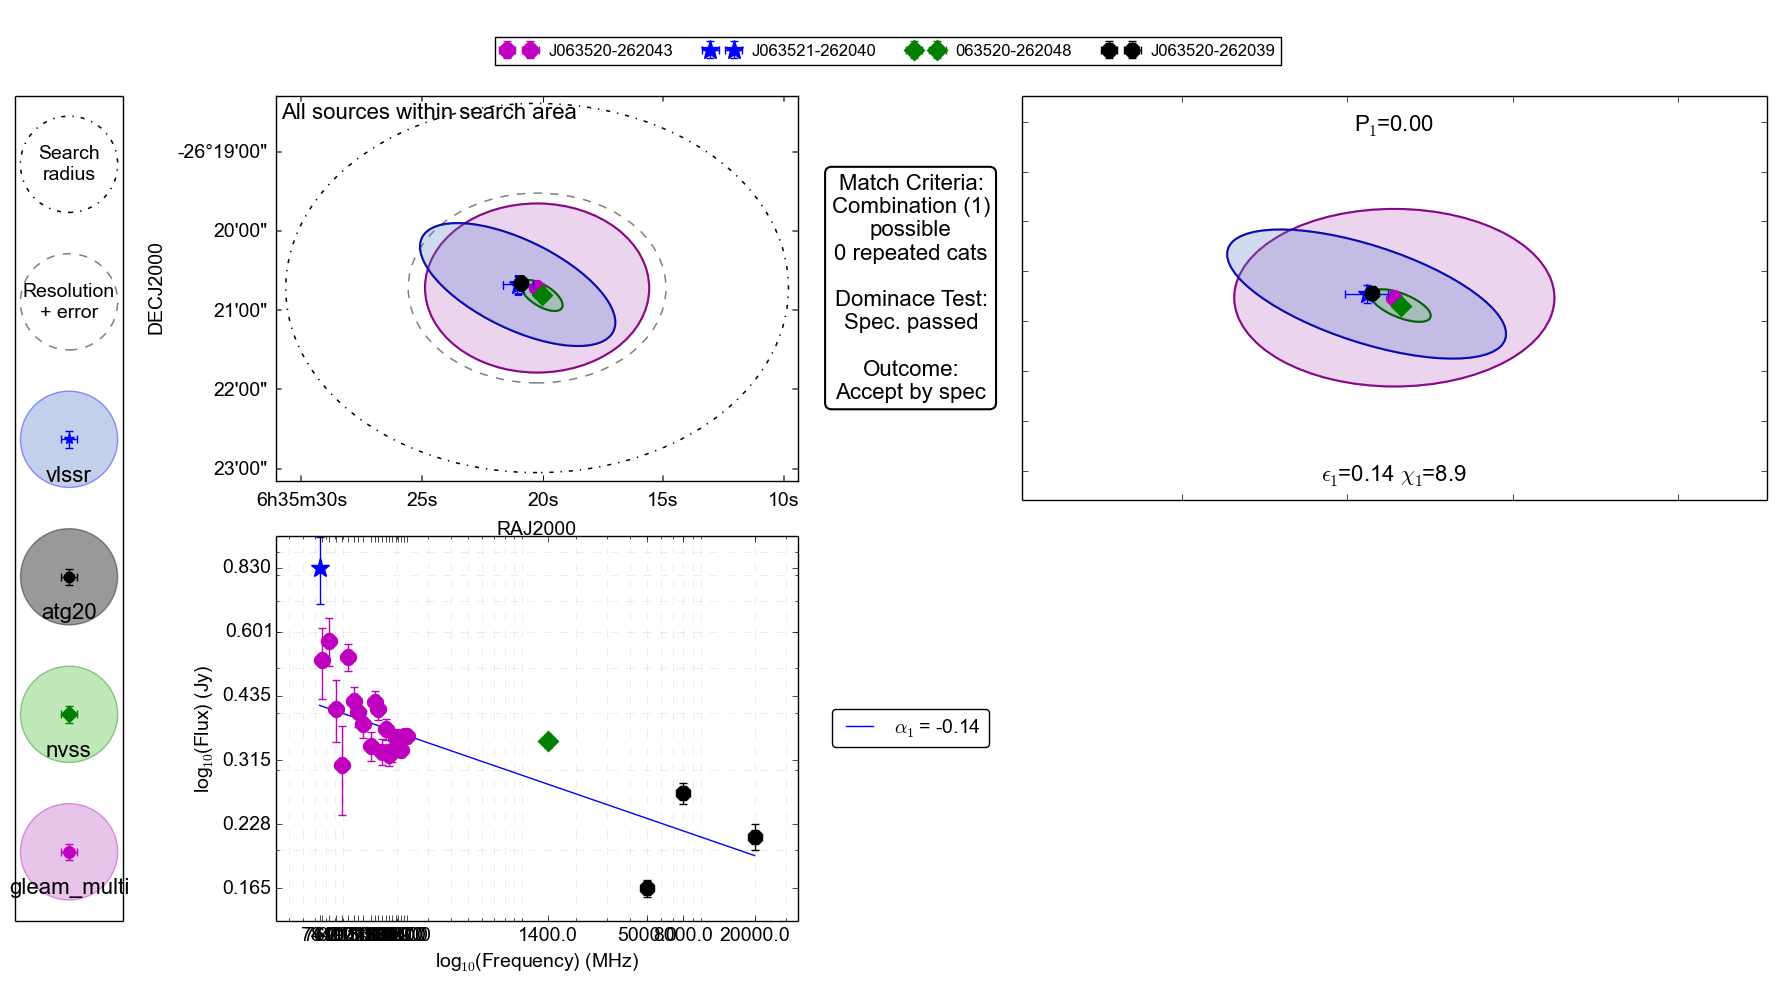 J063520-262043
J063521-262040
063520-262048
J063520-262039
Search
radius
Resolution
+ error
vlssr
atg20
nvss
gleam_multi
All sources within search area
DECJ2000
-26°19'00"
20'00"
21'00"
22'00"
23'00"
6h35m30s
25s
20s
15s
10s
RAJ2000
Match Criteria:
Combination (1)
possible
0 repeated cats
Dominace Test:
Spec. passed
Outcome:
Accept by spec
P1=0.00
ϵ1=0.14 χ1=8.9
log10(Flux) (Jy)
0.830
0.601
0.435
0.315
0.228
0.165
1400.0
5000.0
8000.0
20000.0
log10(Frequency) (MHz)
α1 = -0.14